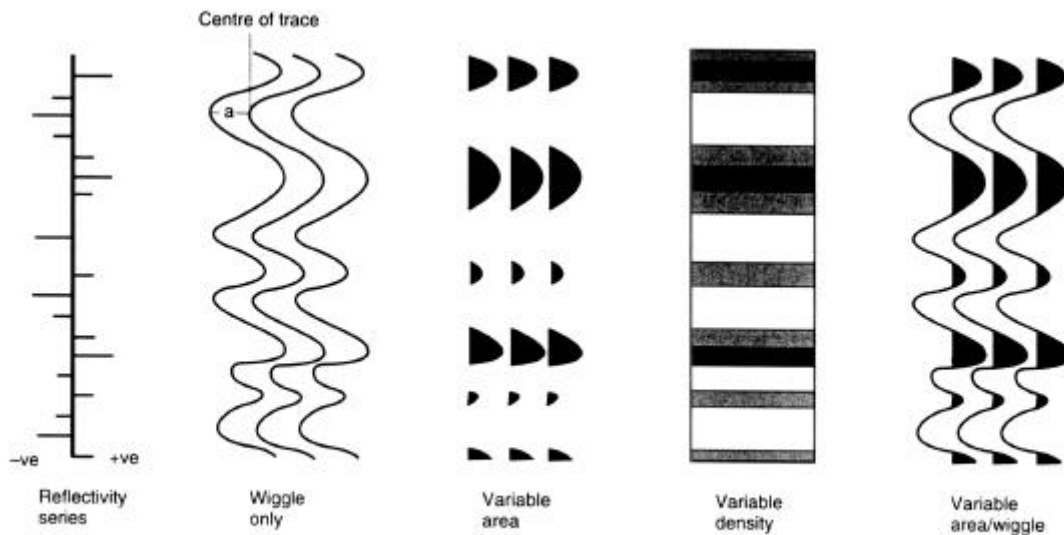 Centre of trace
a
–ve
+ve
Reflectivity
series
Wiggle
only
Variable
area
Variable
density
Variable
area/wiggle